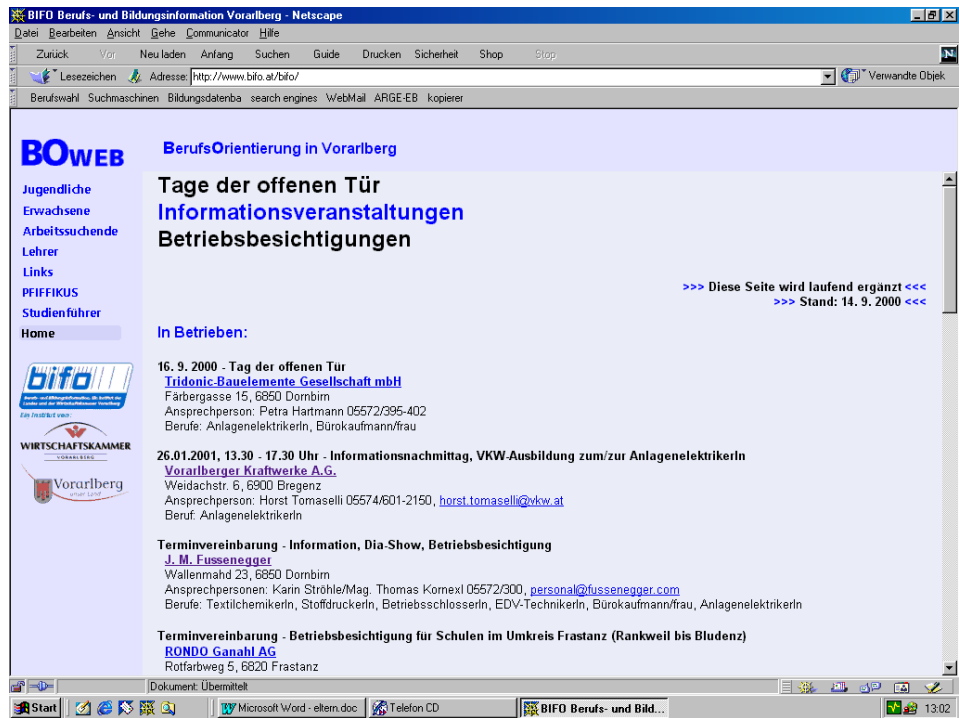 BIFO Berufs- und Bildungsinformation Vorarlberg - Netscape
Datei Bearbeiten Ansicht Gehe Communicator Hilfe
Zurück Vor Neu laden Anfang Suchen Guide Drucken Sicherheit Shop Stop
Lesezeichen Adresse: http://www.bifo.at/bifo/ Verwandte Objek
Berufswahl Suchmaschinen Bildungsdatenba search engines WebMail ARGE-EB kopierer
BOWEB
BerufsOrientierung in Vorarlberg
Jugendliche
Erwachsene
Arbeitssuchende
Lehrer
Links
PFIFFIKUS
Studienführer
Home
bifo
Ein Institut von:
WIRTSCHAFTSKAMMER
VORARLBERG
Vorarlberg
unser Land
Tage der offenen Tür
Informationsveranstaltungen
Betriebsbesichtigungen
>>> Diese Seite wird laufend ergänzt <<<
>>> Stand: 14. 9. 2000 <<<
In Betrieben:
16. 9. 2000 - Tag der offenen Tür
Tridonic-Bauelemente Gesellschaft mbH
Färbergasse 15, 6850 Dornbirn
Ansprechperson: Petra Hartmann 05572/395-402
Berufe: AnlagenelektrikerIn, Bürokaufmann/frau
26.01.2001, 13.30 - 17.30 Uhr - Informationsnachmittag, VKW-Ausbildung zum/zur AnlagenelektrikerIn
Vorarlberger Kraftwerke A.G.
Weidachstr. 6, 6900 Bregenz
Ansprechperson: Horst Tomaselli 05574/601-2150, horst.tomaselli@vkw.at
Beruf: AnlagenelektrikerIn
Terminvereinbarung - Information, Dia-Show, Betriebsbesichtigung
J. M. Fussenegger
Wallenmahd 23, 6850 Dornbirn
Ansprechpersonen: Karin Ströhle/Mag. Thomas Kornexl 05572/300, personal@fussenegger.com
Berufe: TextilchemikerIn, StoffdruckerIn, BetriebsschlosserIn, EDV-TechnikerIn, Bürokaufmann/frau, AnlagenelektrikerIn
Terminvereinbarung - Betriebsbesichtigung für Schulen im Umkreis Frastanz (Rankweil bis Bludenz)
RONDO Ganahl AG
Rotfarbweg 5, 6820 Frastanz
Dokument: Übermittelt
Start Microsoft Word - eltern.doc Telefon CD BIFO Berufs- und Bild... 13:02